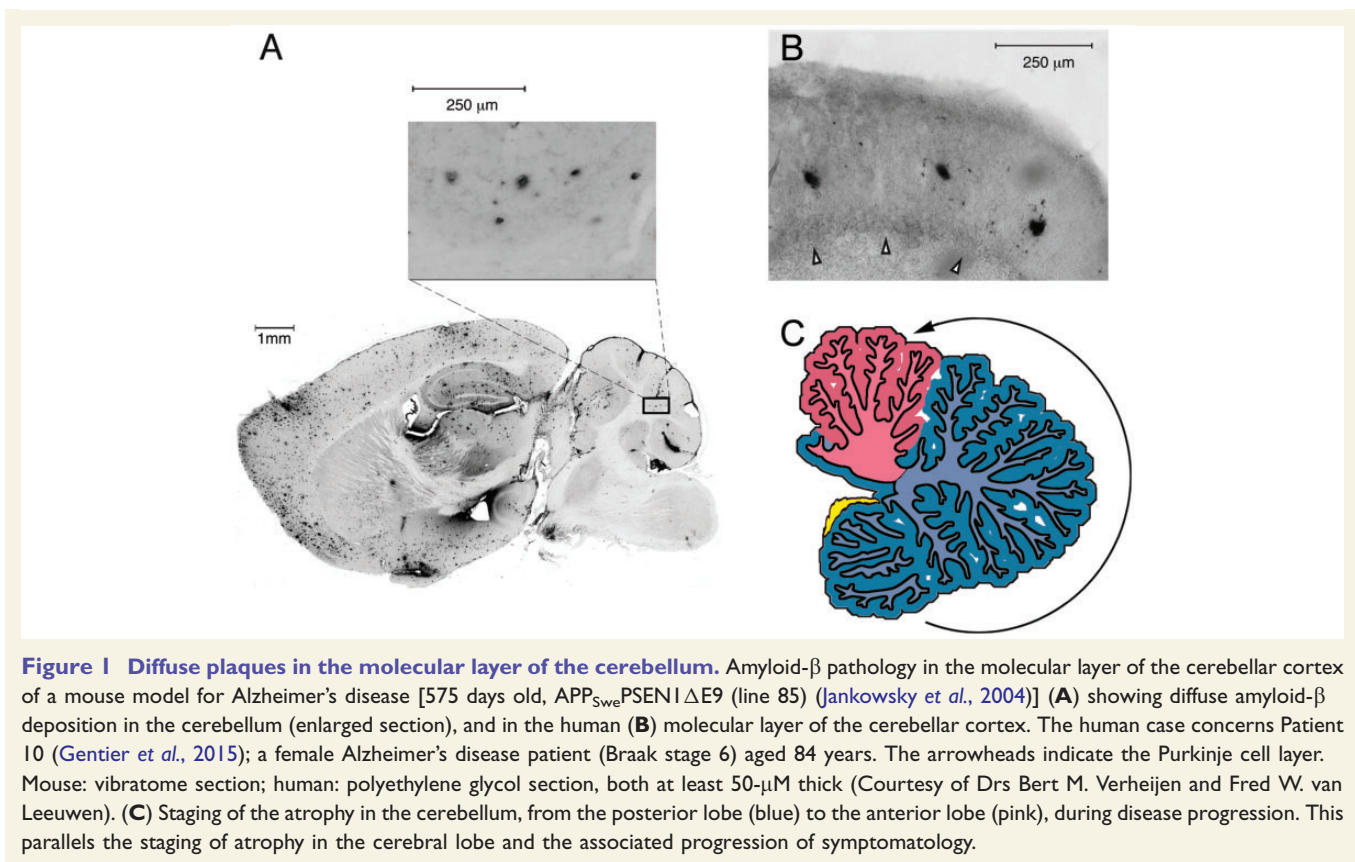 A
250 µm
1mm
B
250 µm
C
Figure 1 Diffuse plaques in the molecular layer of the cerebellum. Amyloid-β pathology in the molecular layer of the cerebellar cortex
of a mouse model for Alzheimer's disease [575 days old, APPSwePSEN1ΔE9 (line 85) (Jankowsky et al., 2004)] (A) showing diffuse amyloid-β
deposition in the cerebellum (enlarged section), and in the human (B) molecular layer of the cerebellar cortex. The human case concerns Patient
10 (Gentier et al., 2015); a female Alzheimer's disease patient (Braak stage 6) aged 84 years. The arrowheads indicate the Purkinje cell layer.
Mouse: vibratome section; human: polyethylene glycol section, both at least 50-µM thick (Courtesy of Drs Bert M. Verheijen and Fred W. van
Leeuwen). (C) Staging of the atrophy in the cerebellum, from the posterior lobe (blue) to the anterior lobe (pink), during disease progression. This
parallels the staging of atrophy in the cerebral lobe and the associated progression of symptomatology.